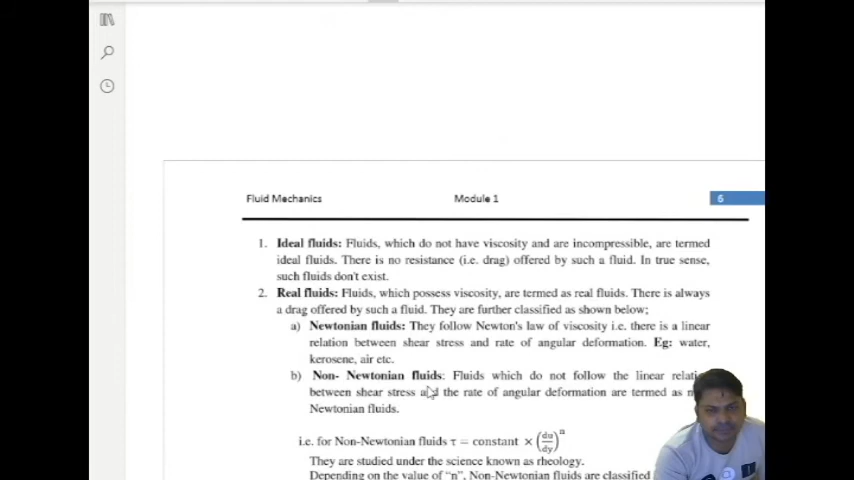 Fluid Mechanics Module 1 6
1. Ideal fluids: Fluids, which do not have viscosity and are incompressible, are termed
ideal fluids. There is no resistance (i.e. drag) offered by such a fluid. In true sense,
such fluids don't exist.
2. Real fluids: Fluids, which possess viscosity, are termed as real fluids. There is always
a drag offered by such a fluid. They are further classified as shown below;
a) Newtonian fluids: They follow Newton's law of viscosity i.e. there is a linear
relation between shear stress and rate of angular deformation. Eg: water,
kerosene, air etc.
b) Non- Newtonian fluids: Fluids which do not follow the linear
between shear stress and the rate of angular deformation are termed as
Newtonian fluids.
i.e. for Non-Newtonian fluids τ = constant × (du/dy)^n
They are studied under the science known as rheology.
Depending on the value of “n”, Non-Newtonian fluids are classified